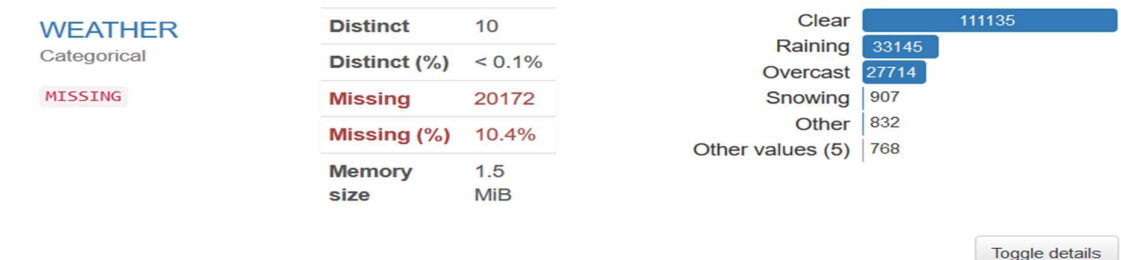 WEATHER
Categorical
MISSING
Distinct 10
Distinct (%) < 0.1%
Missing 20172
Missing (%) 10.4%
Memory size 1.5 MiB
Clear 111135
Raining 33145
Overcast 27714
Snowing 907
Other 832
Other values (5) 768
Toggle details